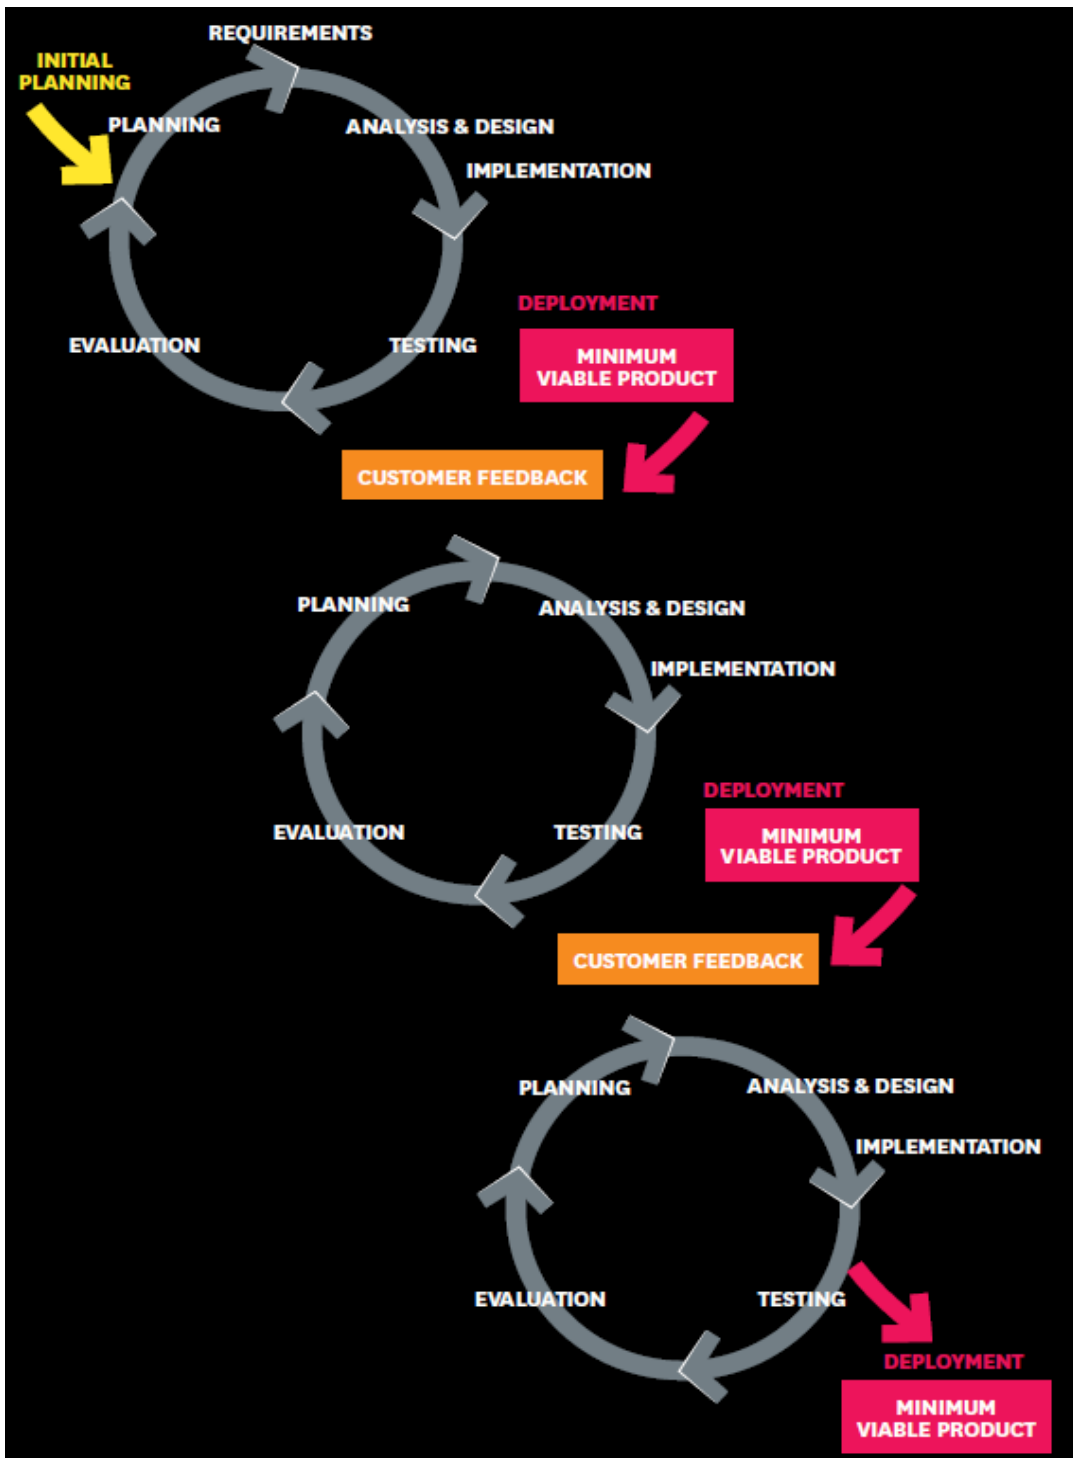 REQUIREMENTS
INITIAL
PLANNING
PLANNING
ANALYSIS & DESIGN
IMPLEMENTATION
DEPLOYMENT
MINIMUM
VIABLE PRODUCT
EVALUATION
TESTING
CUSTOMER FEEDBACK
PLANNING
ANALYSIS & DESIGN
IMPLEMENTATION
DEPLOYMENT
MINIMUM
VIABLE PRODUCT
EVALUATION
TESTING
CUSTOMER FEEDBACK
PLANNING
ANALYSIS & DESIGN
IMPLEMENTATION
EVALUATION
TESTING
DEPLOYMENT
MINIMUM
VIABLE PRODUCT